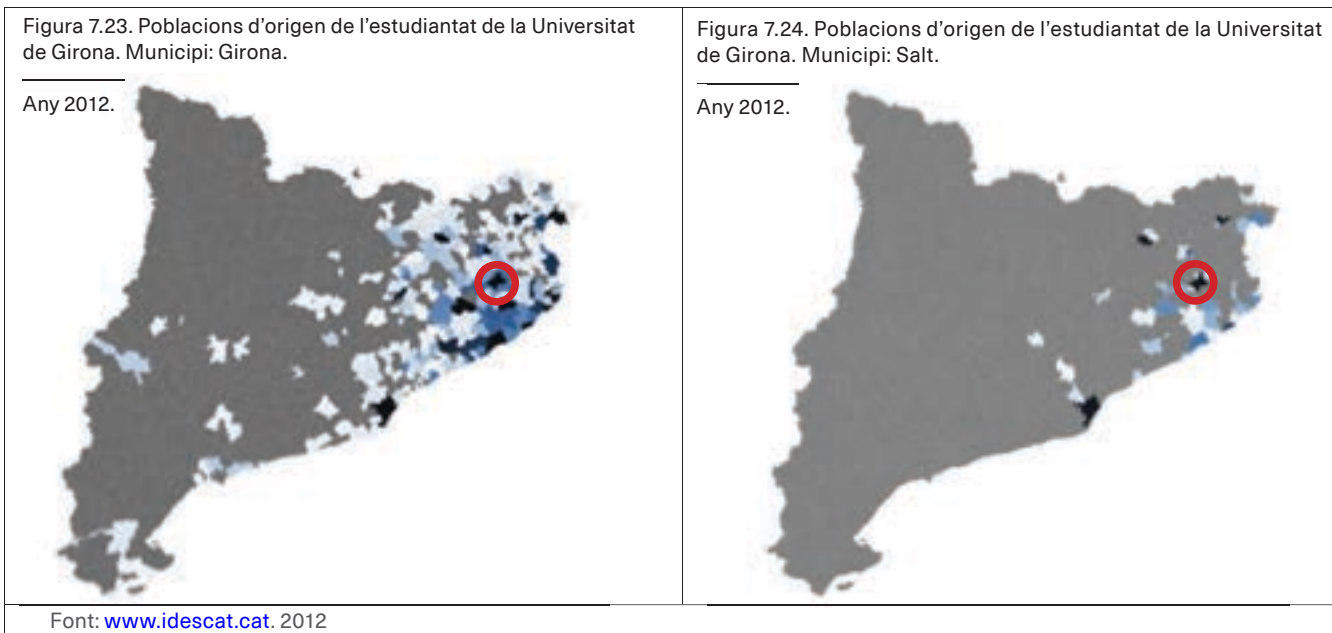 Figura 7.23. Poblacions d’origen de l’estudiantat de la Universitat
de Girona. Municipi: Girona.
Any 2012.
Figura 7.24. Poblacions d’origen de l’estudiantat de la Universitat
de Girona. Municipi: Salt.
Any 2012.
Font: www.idescat.cat. 2012